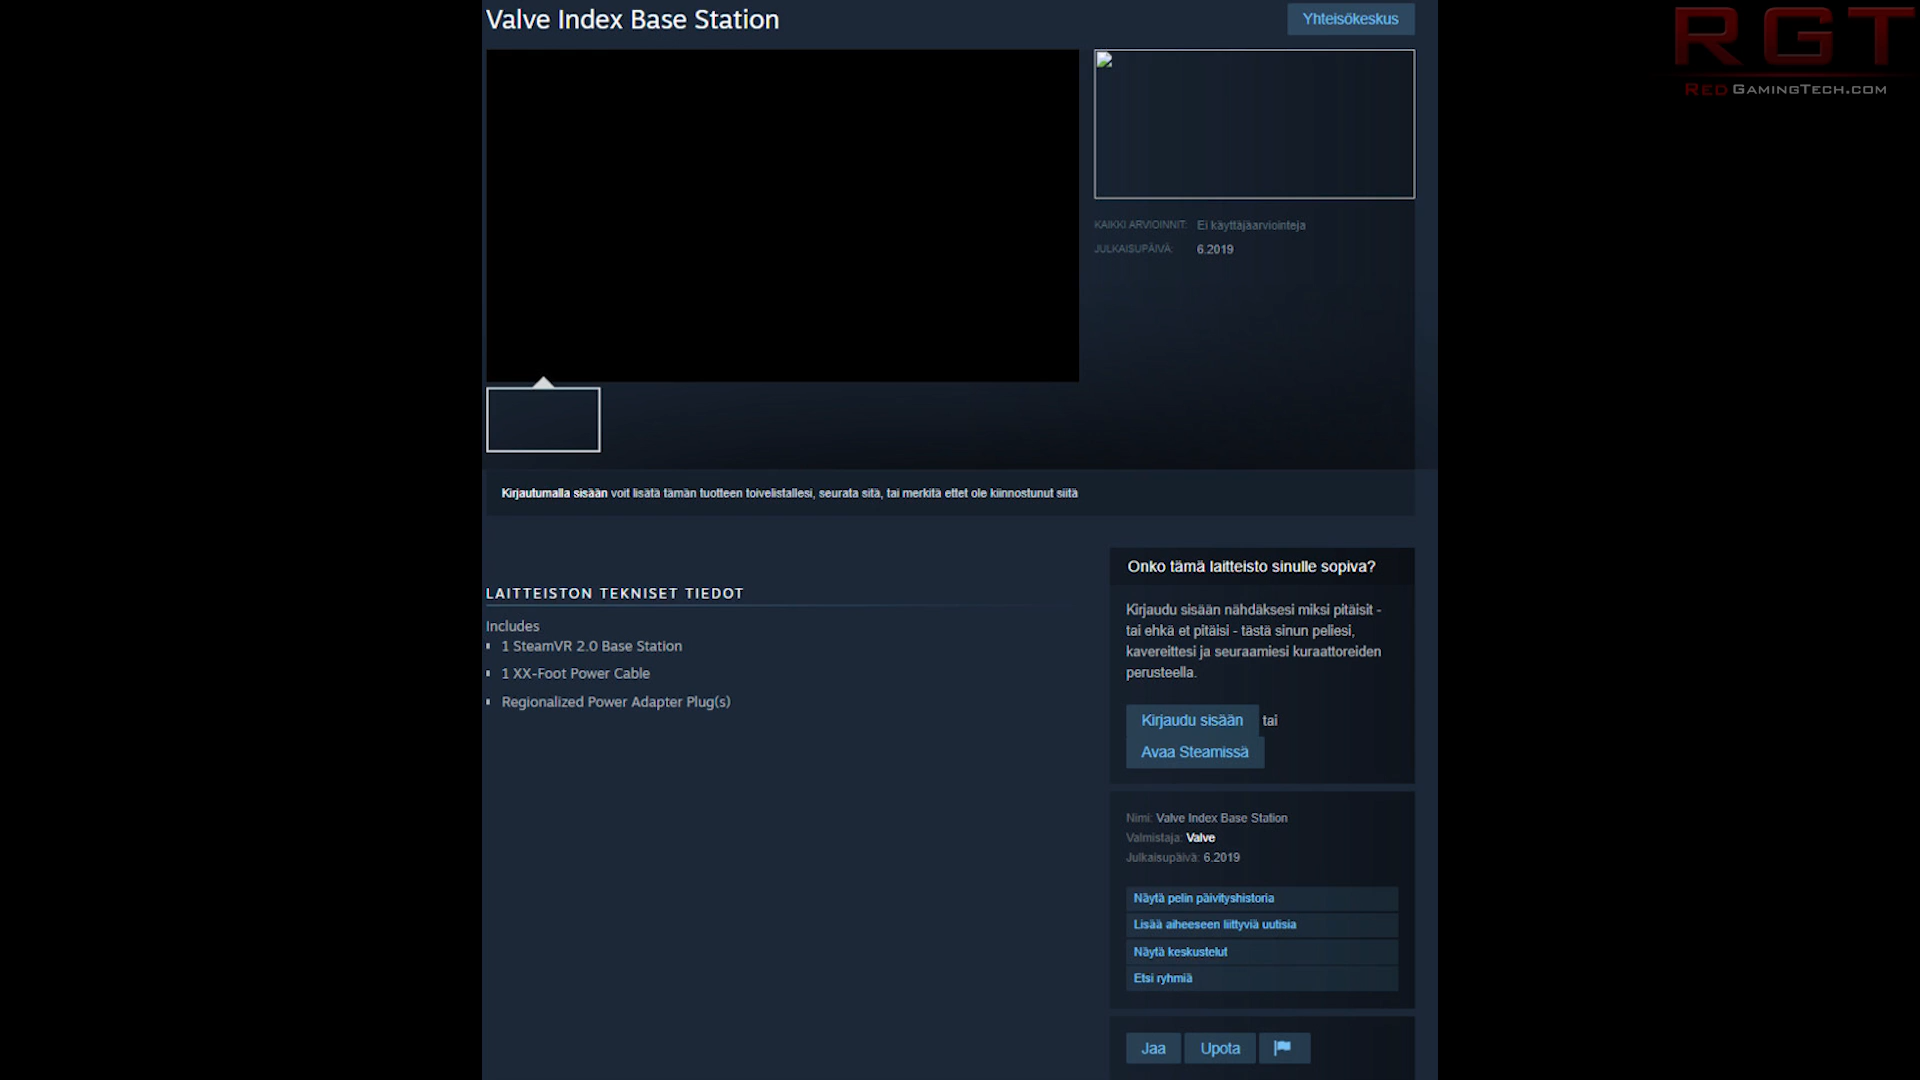 Valve Index Base Station
Yhteisökeskus
RGT
RedGamingTech.com
KAIKKI ARVIOINNIT: Ei käyttäjäarviointeja
JULKAISUPÄIVÄ: 6.2019
Kirjautumalla sisään voit lisätä tämän tuotteen toivelistallesi, seurata sitä, tai merkitä ettet ole kiinnostunut siitä
LAITTEISTON TEKNISET TIEDOT
Includes
1 SteamVR 2.0 Base Station
1 XX-Foot Power Cable
Regionalized Power Adapter Plug(s)
Onko tämä laitteisto sinulle sopiva?
Kirjaudu sisään nähdäksesi miksi pitäisit -
tai ehkä et pitäisi - tästä sinun peliesi,
kavereittesi ja seuraamiesi kuraattoreiden
perusteella.
Kirjaudu sisään tai
Avaa Steamissä
Nimi: Valve Index Base Station
Valmistaja: Valve
Julkaisupäivä: 6.2019
Näytä pelin päivityshistoria
Lisää aiheeseen liittyviä uutisia
Näytä keskustelut
Etsi ryhmiä
Jaa Upota